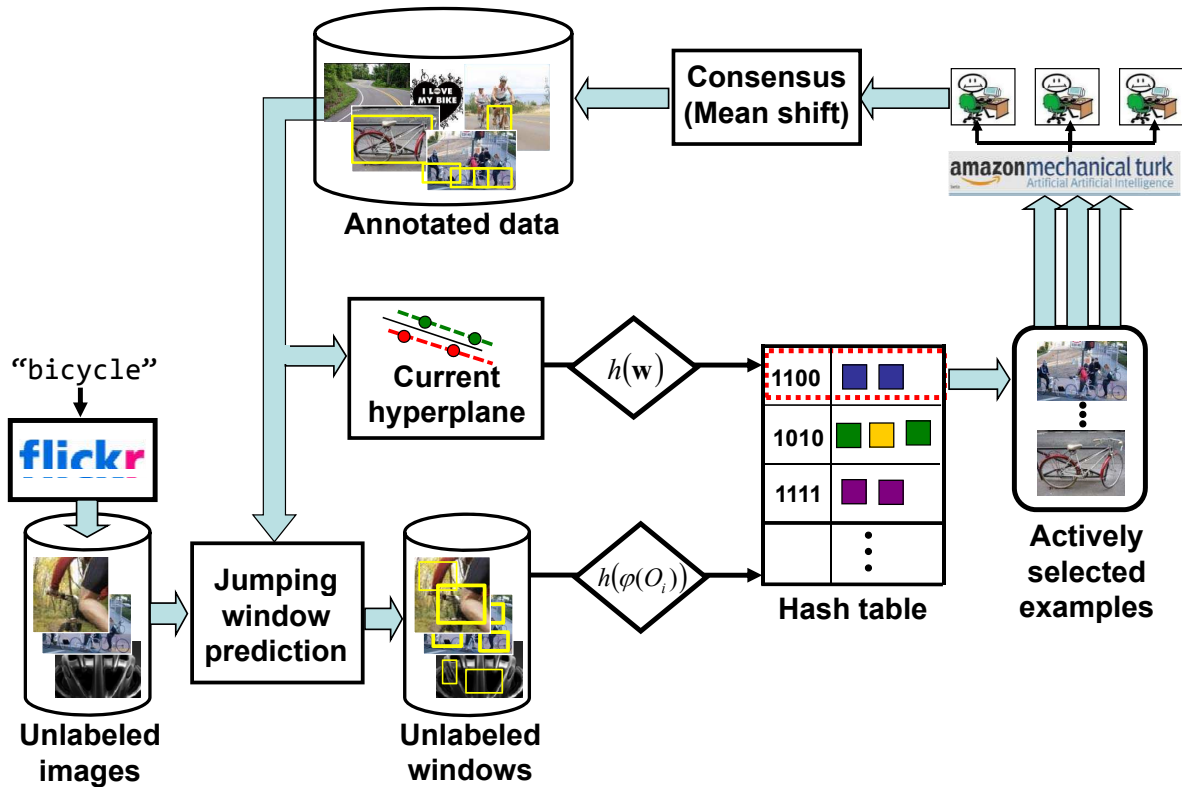 I LOVE
MY BIKE
Annotated data
Consensus
(Mean shift)
amazonmechanical turk
beta
Artificial Artificial Intelligence
"bicycle"
flickr
Current
hyperplane
h(w)
1100
1010
1111
Hash table
Actively
selected
examples
Jumping
window
prediction
h(φ(Oᵢ))
Unlabeled
images
Unlabeled
windows